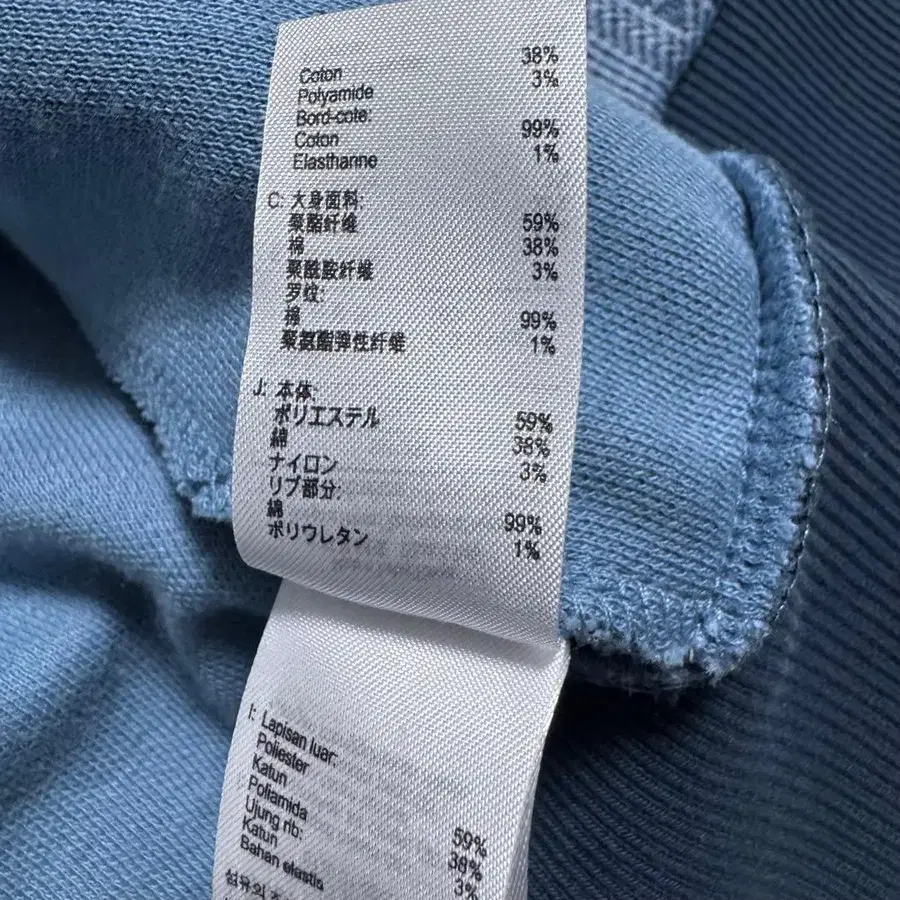 Coton 38%
Polyamide 3%
Bord-cote:
Coton 99%
Elasthanne 1%
C: 大身面料:
聚酯纤维 59%
棉 38%
聚酰胺纤维 3%
罗纹:
棉 99%
聚氨酯弹性纤维 1%
J: 本体:
ポリエステル 59%
綿 38%
ナイロン 3%
リブ部分:
綿 99%
ポリウレタン 1%
I: Lapisan luar:
Poliester 59%
Katun 38%
Poliamida 3%
Ujung rib:
Katun
Bahan elastis
섬유의